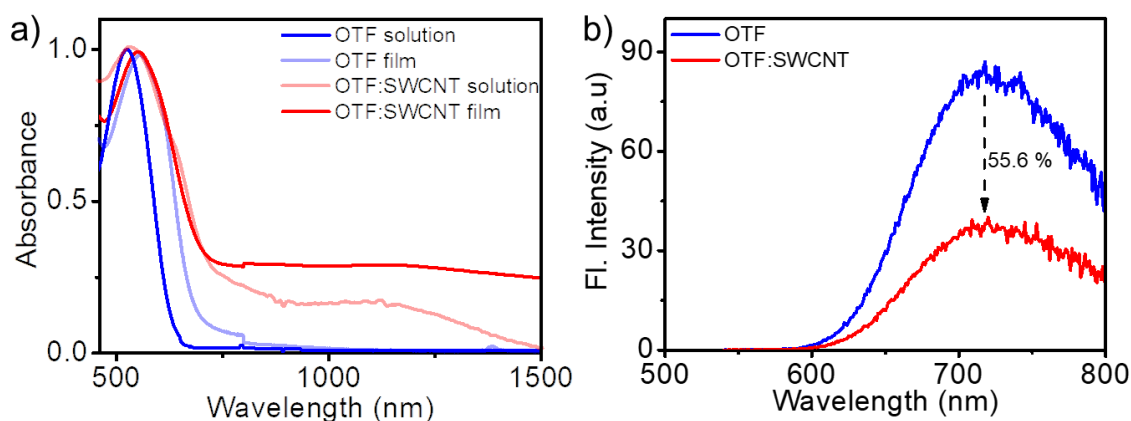 a)
OTF solution
OTF film
OTF:SWCNT solution
OTF:SWCNT film
1.0
0.5
0.0
Absorbance
500
1000
1500
Wavelength (nm)
b)
OTF
OTF:SWCNT
90
60
30
0
Fl. Intensity (a.u)
55.6 %
500
600
700
800
Wavelength (nm)